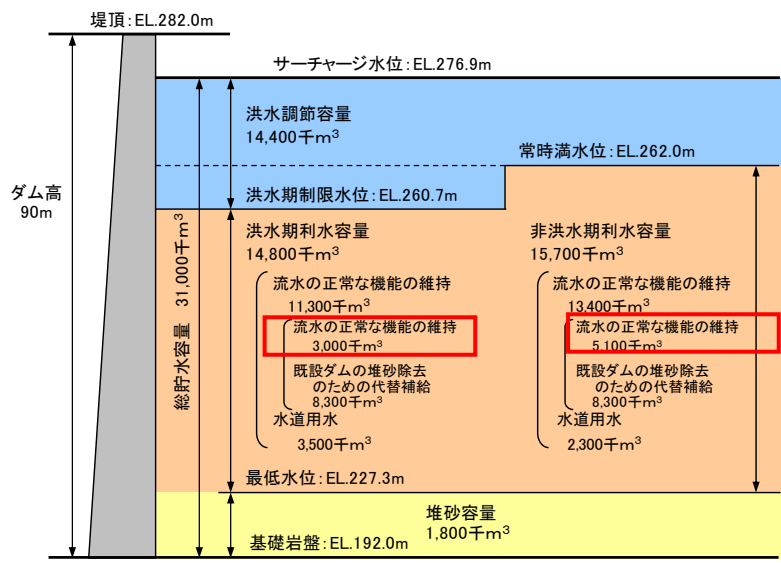 堤頂：EL.282.0m
サーチャージ水位：EL.276.9m
洪水調節容量
14,400千m³
常時満水位：EL.262.0m
洪水期制限水位：EL.260.7m
ダム高
90m
総貯水容量 31,000千m³
洪水期利水容量
14,800千m³
流水の正常な機能の維持
11,300千m³
流水の正常な機能の維持
3,000千m³
既設ダムの堆砂除去
のための代替補給
8,300千m³
水道用水
3,500千m³
非洪水期利水容量
15,700千m³
流水の正常な機能の維持
13,400千m³
流水の正常な機能の維持
5,100千m³
既設ダムの堆砂除去
のための代替補給
8,300千m³
水道用水
2,300千m³
最低水位：EL.227.3m
堆砂容量
1,800千m³
基礎岩盤：EL.192.0m